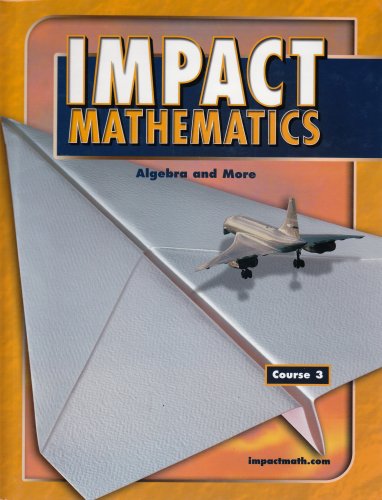 IMPACT
MATHEMATICS
Algebra and More
Course 3
impactmath.com